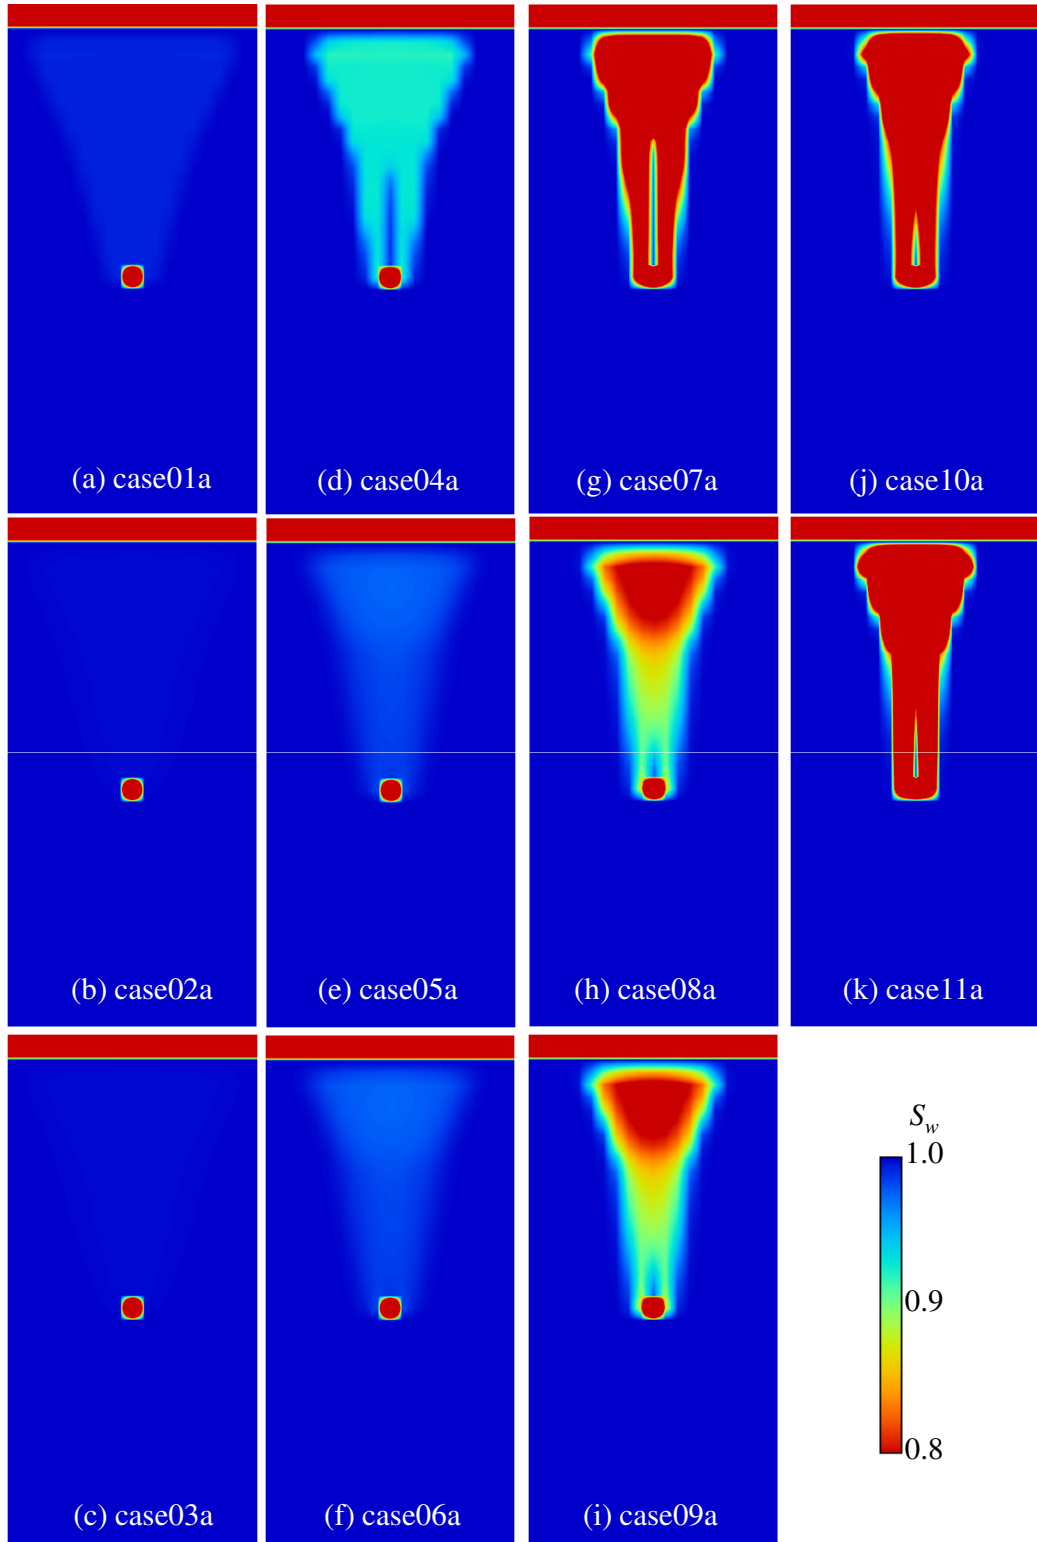 (a) case01a
(d) case04a
(g) case07a
(j) case10a
(b) case02a
(e) case05a
(h) case08a
(k) case11a
(c) case03a
(f) case06a
(i) case09a
S_w
1.0
0.9
0.8